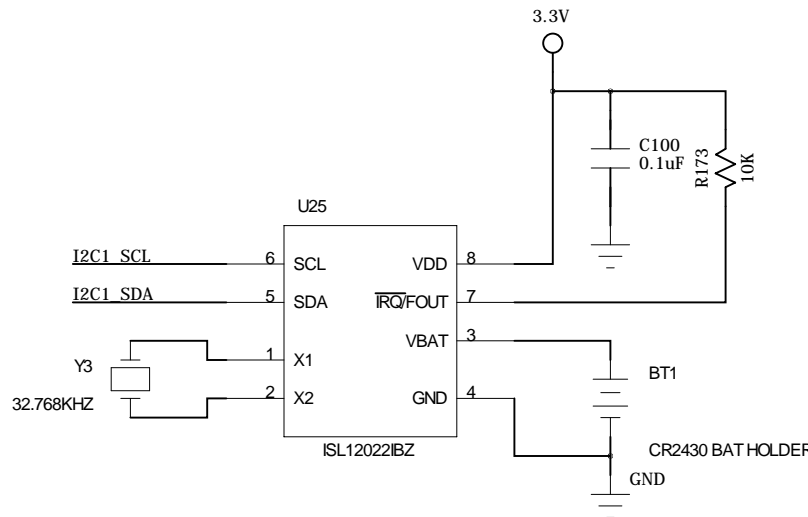 3.3V
C100
0.1uF
R173
10K
U25
I2C1_SCL
6
SCL
VDD
8
I2C1_SDA
5
SDA
IRQ/FOUT
7
VBAT
3
Y3
1
X1
BT1
32.768KHZ
2
X2
GND
4
ISL12022IBZ
CR2430 BAT HOLDER
GND